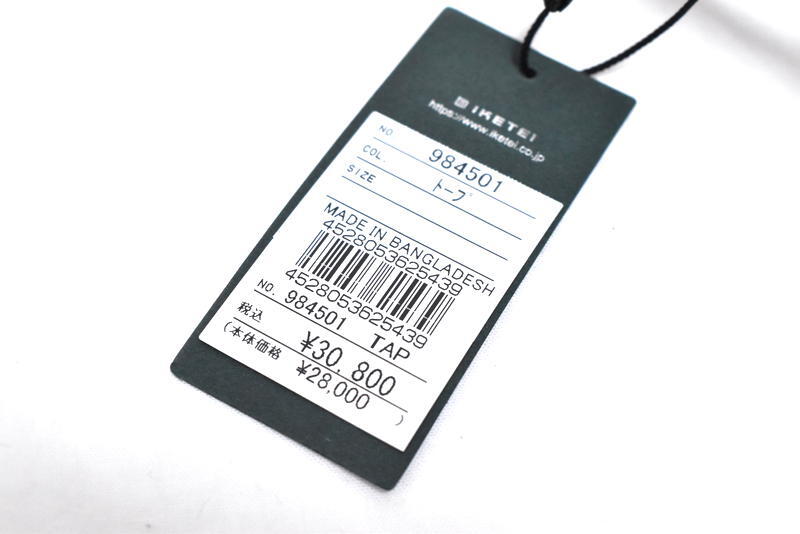 IKETEI
https://www.iketei.co.jp
NO 984501
COL. トープ
SIZE
MADE IN BANGLADESH
4528053625439
4528053625439
NO. 984501 TAP
税込 ¥30,800
(本体価格 ¥28,000 )